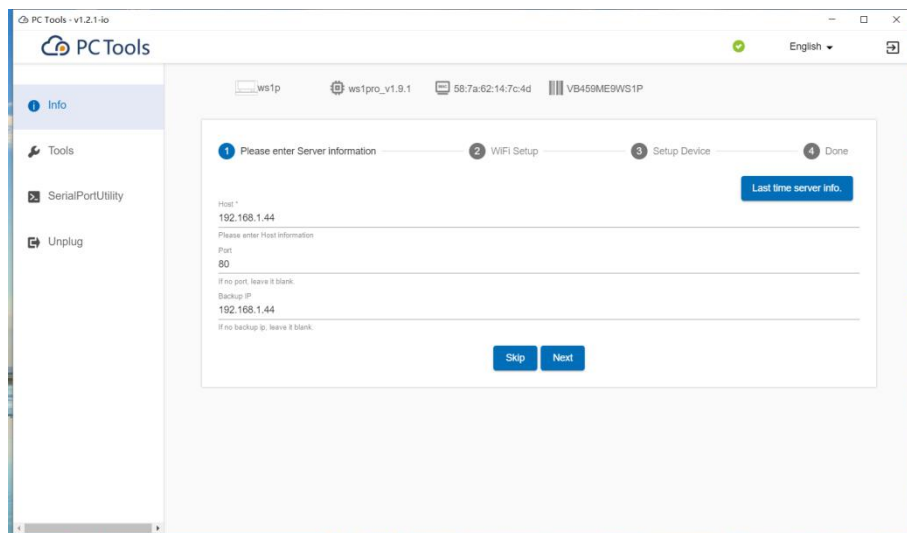 PC Tools - v1.2.1-io
PC Tools
English
Info
Tools
SerialPortUtility
Unplug
ws1p ws1pro_v1.9.1 58:7a:62:14:7c:4d VB459ME9WS1P
1 Please enter Server information 2 WiFi Setup 3 Setup Device 4 Done
Last time server info.
Host *
192.168.1.44
Please enter Host information
Port
80
If no port, leave it blank.
Backup IP
192.168.1.44
If no backup ip, leave it blank.
Skip Next